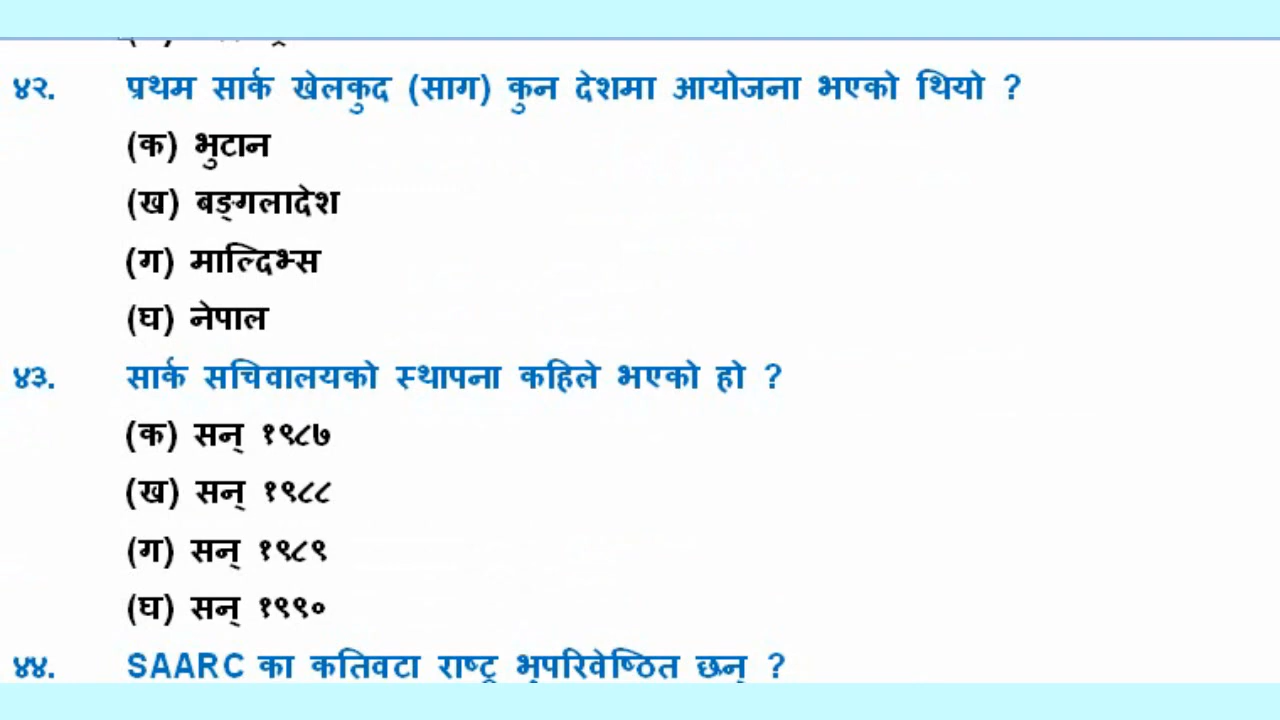 ४२. प्रथम सार्क खेलकुद (साग) कुन देशमा आयोजना भएको थियो ?
(क) भुटान
(ख) बङ्गलादेश
(ग) माल्दिभ्स
(घ) नेपाल
४३. सार्क सचिवालयको स्थापना कहिले भएको हो ?
(क) सन् १९८७
(ख) सन् १९८८
(ग) सन् १९८९
(घ) सन् १९९०
४४. SAARC का कतिवटा राष्ट्र भूपरिवेष्ठित छन् ?